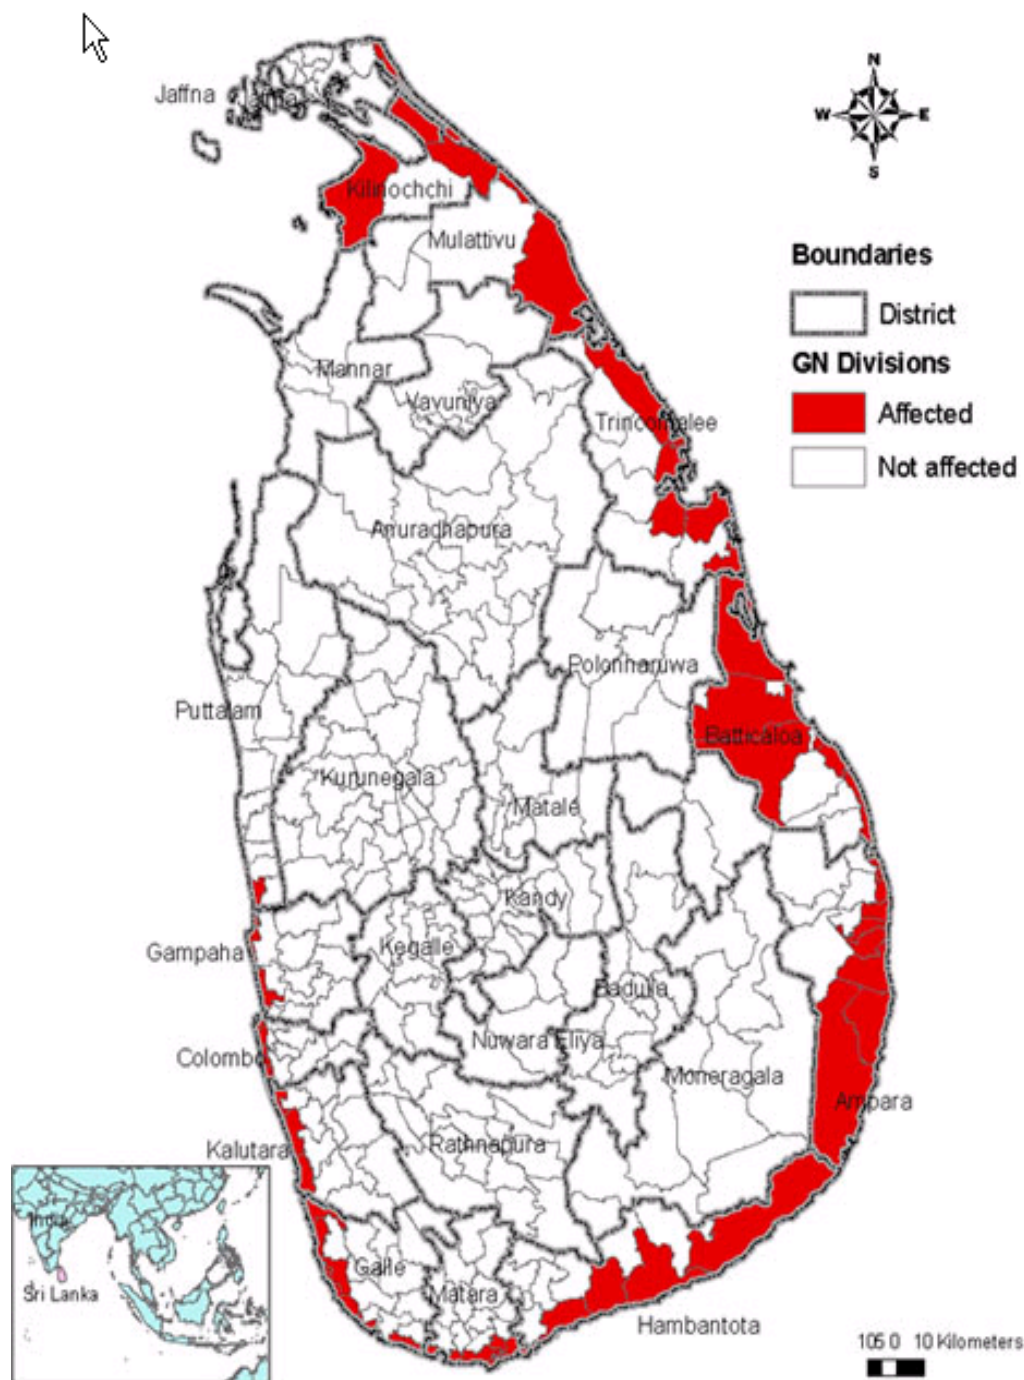 N
W E
S
Jaffna
Kilinochchi
Mulattivu
Boundaries
District
GN Divisions
Affected
Not affected
Mannar
Vavuniya
Trincomalee
Anuradhapura
Polonnaruwa
Puttalam
Batticaloa
Kurunegala
Matale
Kandy
Gampaha
Kegalle
Badulla
Nuwara Eliya
Colombo
Moneragala
Ampara
Kalutara
Rathnapura
India
Sri Lanka
Galle
Matara
Hambantota
105 0 10 Kilometers